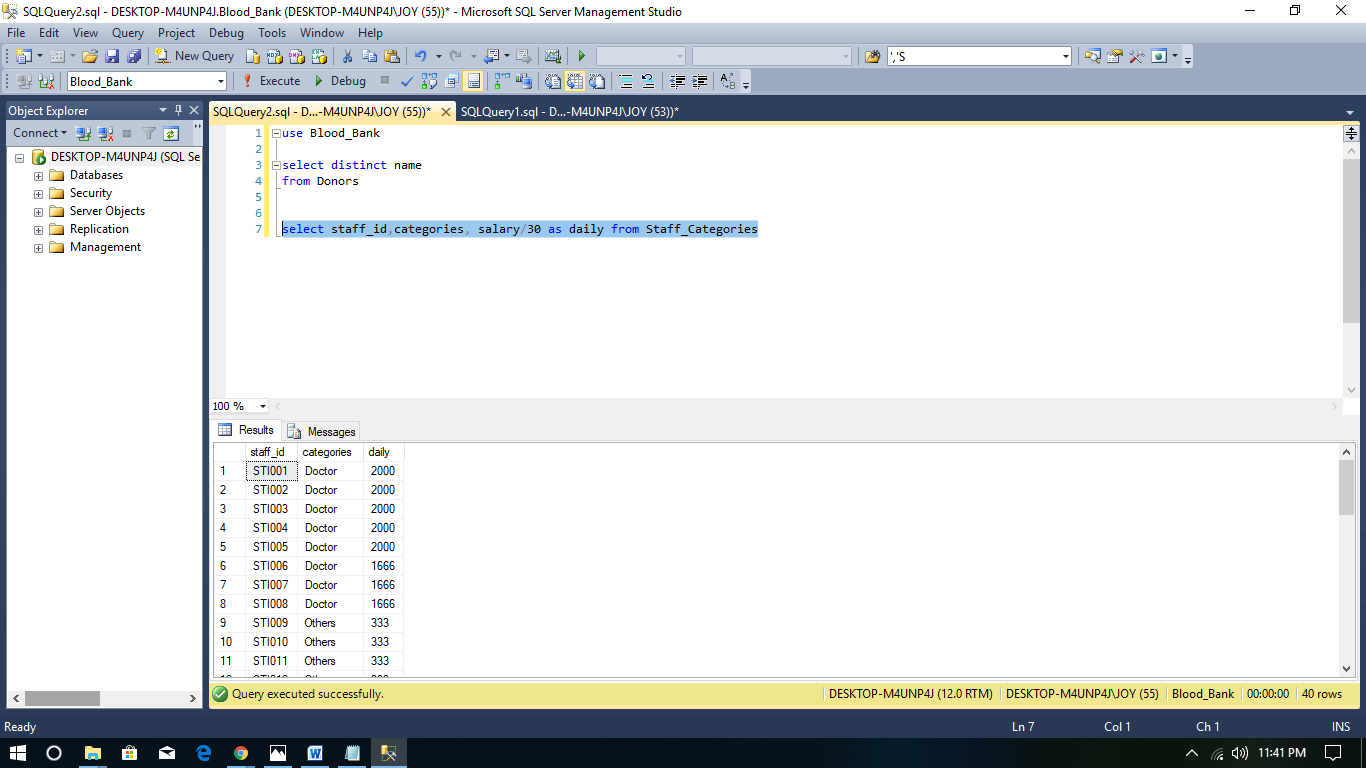 SQLQuery2.sql - DESKTOP-M4UNP4J.Blood_Bank (DESKTOP-M4UNP4J\JOY (55))* - Microsoft SQL Server Management Studio
File Edit View Query Project Debug Tools Window Help
New Query ','S
Blood_Bank Execute Debug
Object Explorer
Connect
DESKTOP-M4UNP4J (SQL Se
Databases
Security
Server Objects
Replication
Management
SQLQuery2.sql - D...-M4UNP4J\JOY (55))* SQLQuery1.sql - D...-M4UNP4J\JOY (53))*
1 use Blood_Bank
2
3 select distinct name
4 from Donors
5
6
7 select staff_id,categories, salary/30 as daily from Staff_Categories
100 %
Results Messages
staff_id categories daily
1 STI001 Doctor 2000
2 STI002 Doctor 2000
3 STI003 Doctor 2000
4 STI004 Doctor 2000
5 STI005 Doctor 2000
6 STI006 Doctor 1666
7 STI007 Doctor 1666
8 STI008 Doctor 1666
9 STI009 Others 333
10 STI010 Others 333
11 STI011 Others 333
Query executed successfully. DESKTOP-M4UNP4J (12.0 RTM) DESKTOP-M4UNP4J\JOY (55) Blood_Bank 00:00:00 40 rows
Ready Ln 7 Col 1 Ch 1 INS
11:41 PM